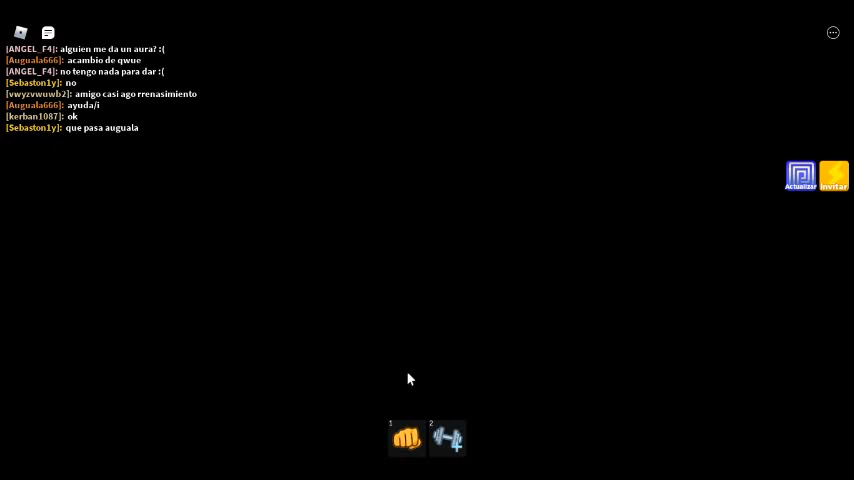 [ANGEL_F4]: alguien me da un aura? :(
[Auguala666]: acambio de qwue
[ANGEL_F4]: no tengo nada para dar :(
[Sebaston1y]: no
[vwyzvwuwb2]: amigo casi ago rrenasimiento
[Auguala666]: ayuda/i
[kerban1087]: ok
[Sebaston1y]: que pasa auguala
Actualizar
Invitar
1
2